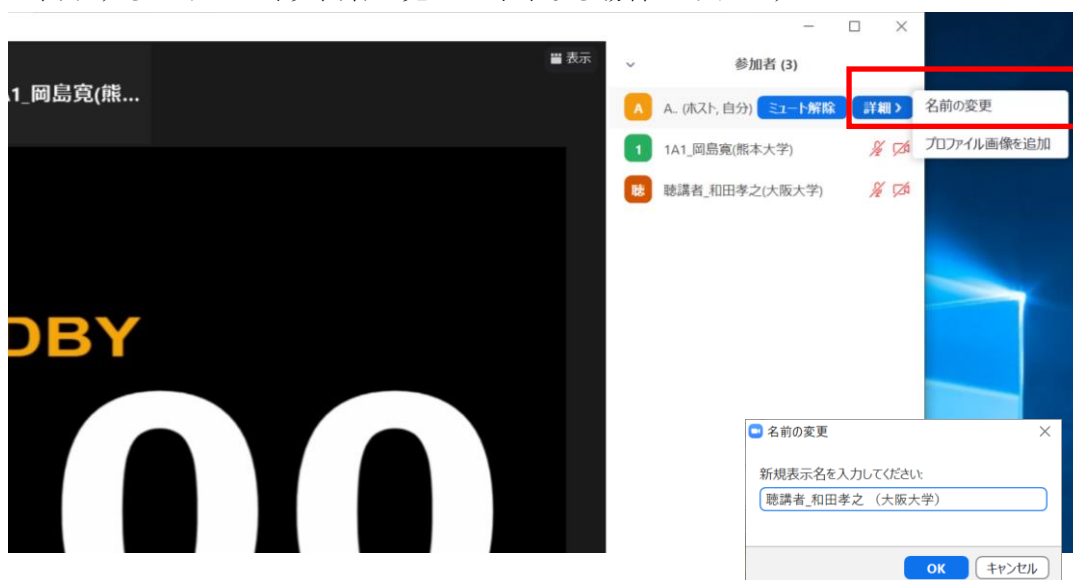 表示
参加者 (3)
1_岡島寛(熊...
A
A.. (ホスト, 自分)
ミュート解除
詳細 >
名前の変更
プロファイル画像を追加
1
1A1_岡島寛(熊本大学)
聴
聴講者_和田孝之(大阪大学)
DBY
00
名前の変更
新規表示名を入力してください:
聴講者_和田孝之 (大阪大学)
OK
キャンセル